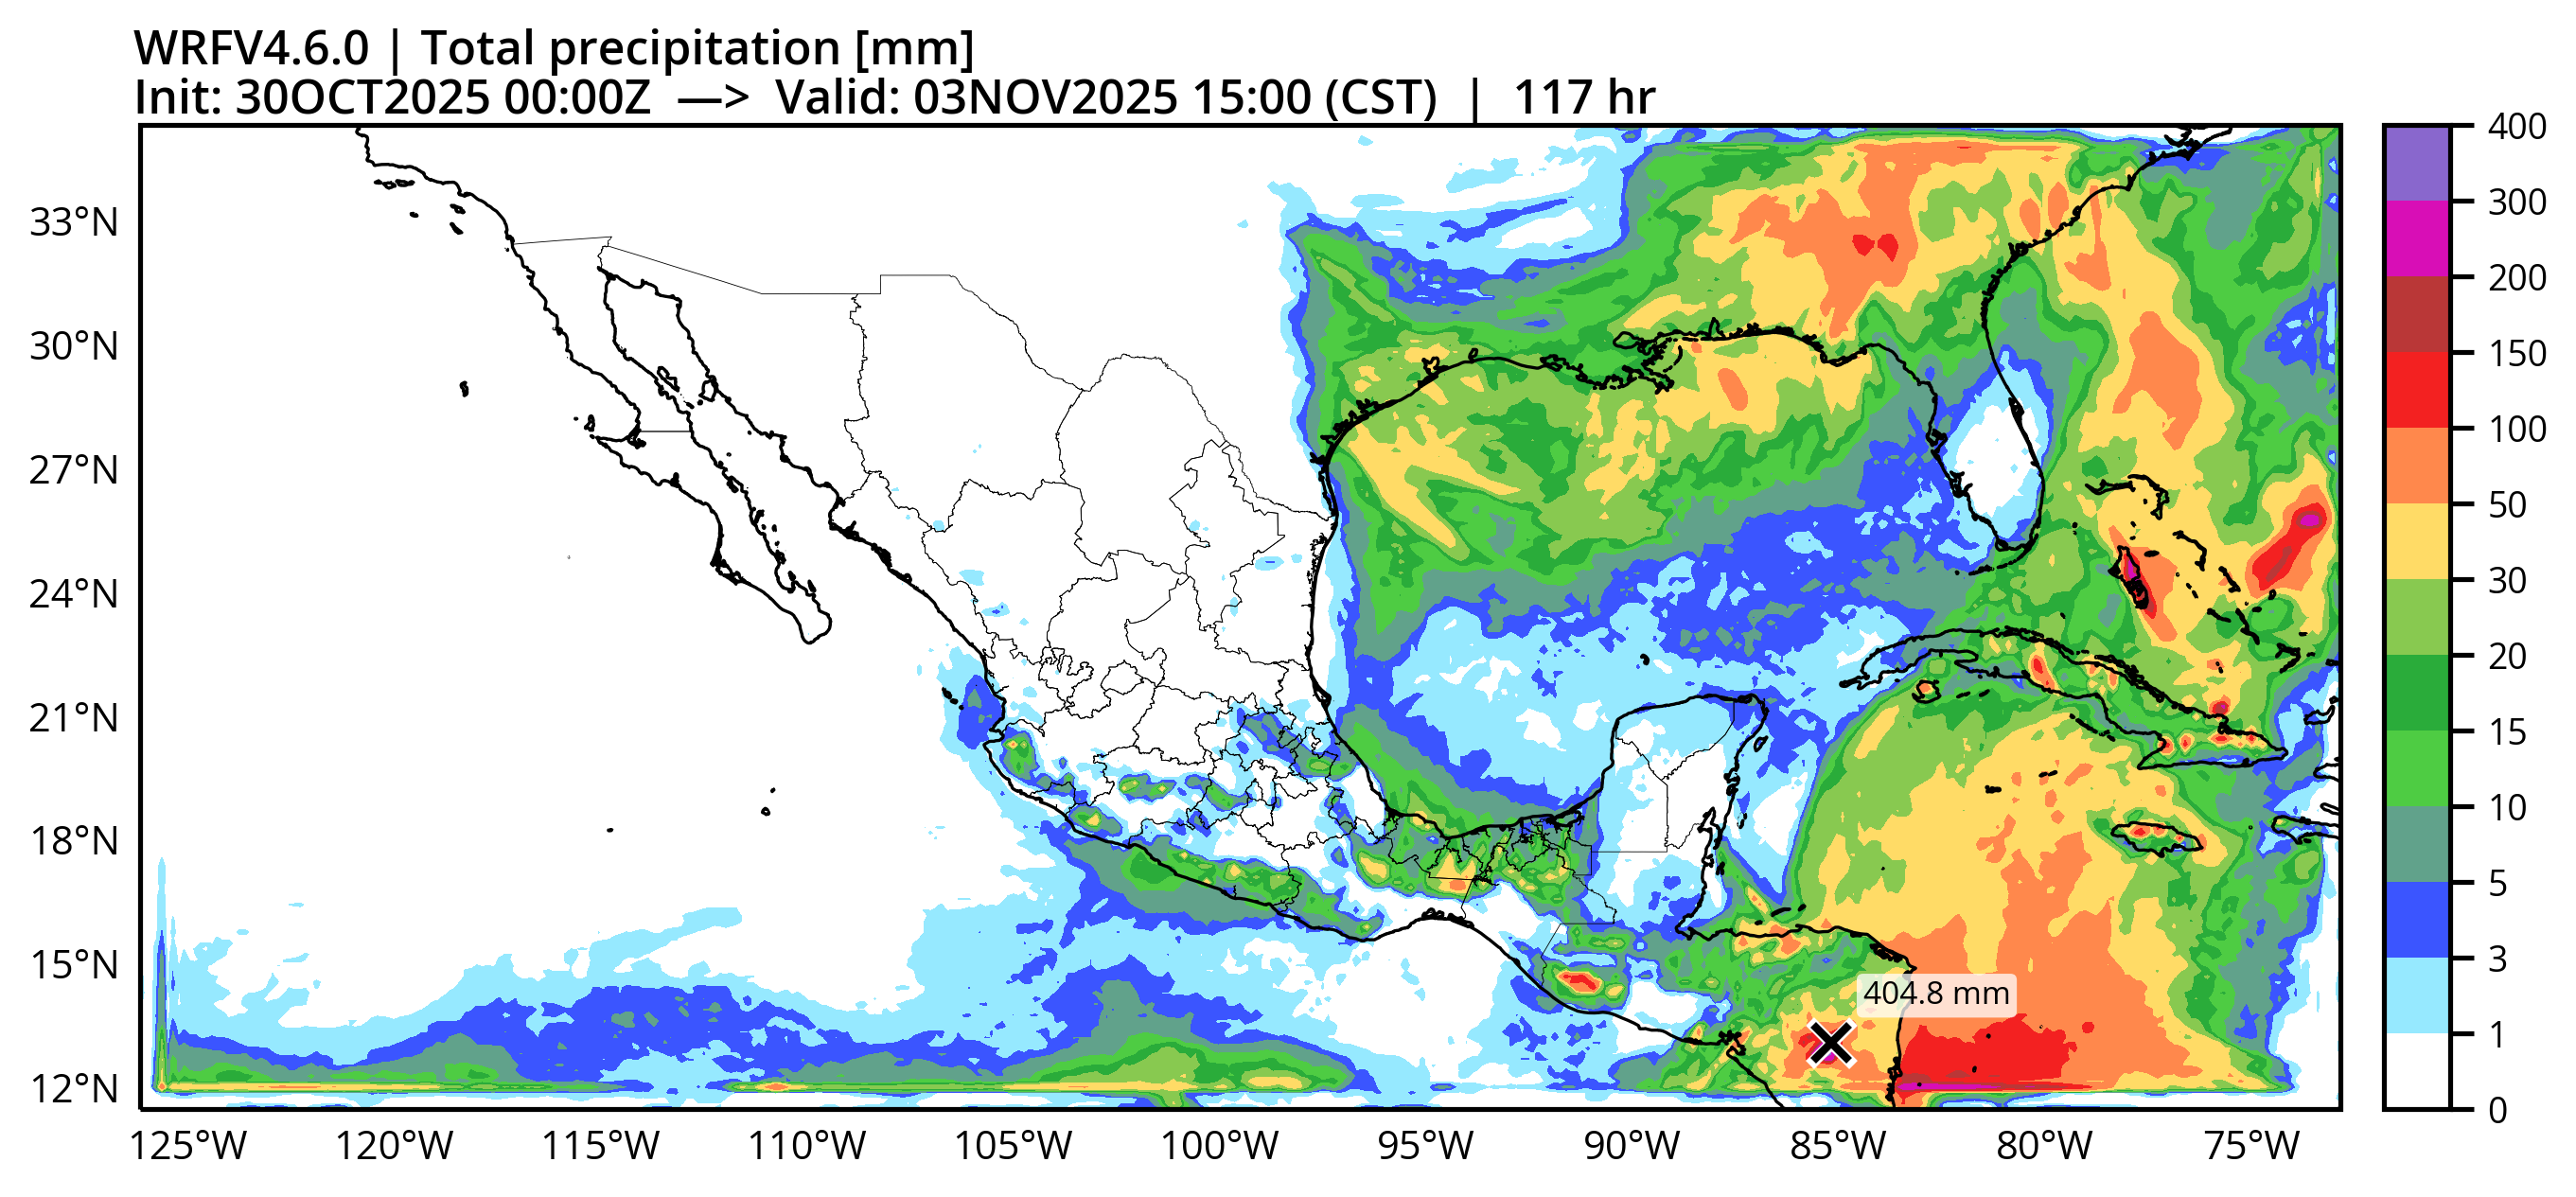 WRFV4.6.0 | Total precipitation [mm]
Init: 30OCT2025 00:00Z —> Valid: 03NOV2025 15:00 (CST) | 117 hr
33°N
30°N
27°N
24°N
21°N
18°N
15°N
12°N
404.8 mm
125°W 120°W 115°W 110°W 105°W 100°W 95°W 90°W 85°W 80°W 75°W
400
300
200
150
100
50
30
20
15
10
5
3
1
0